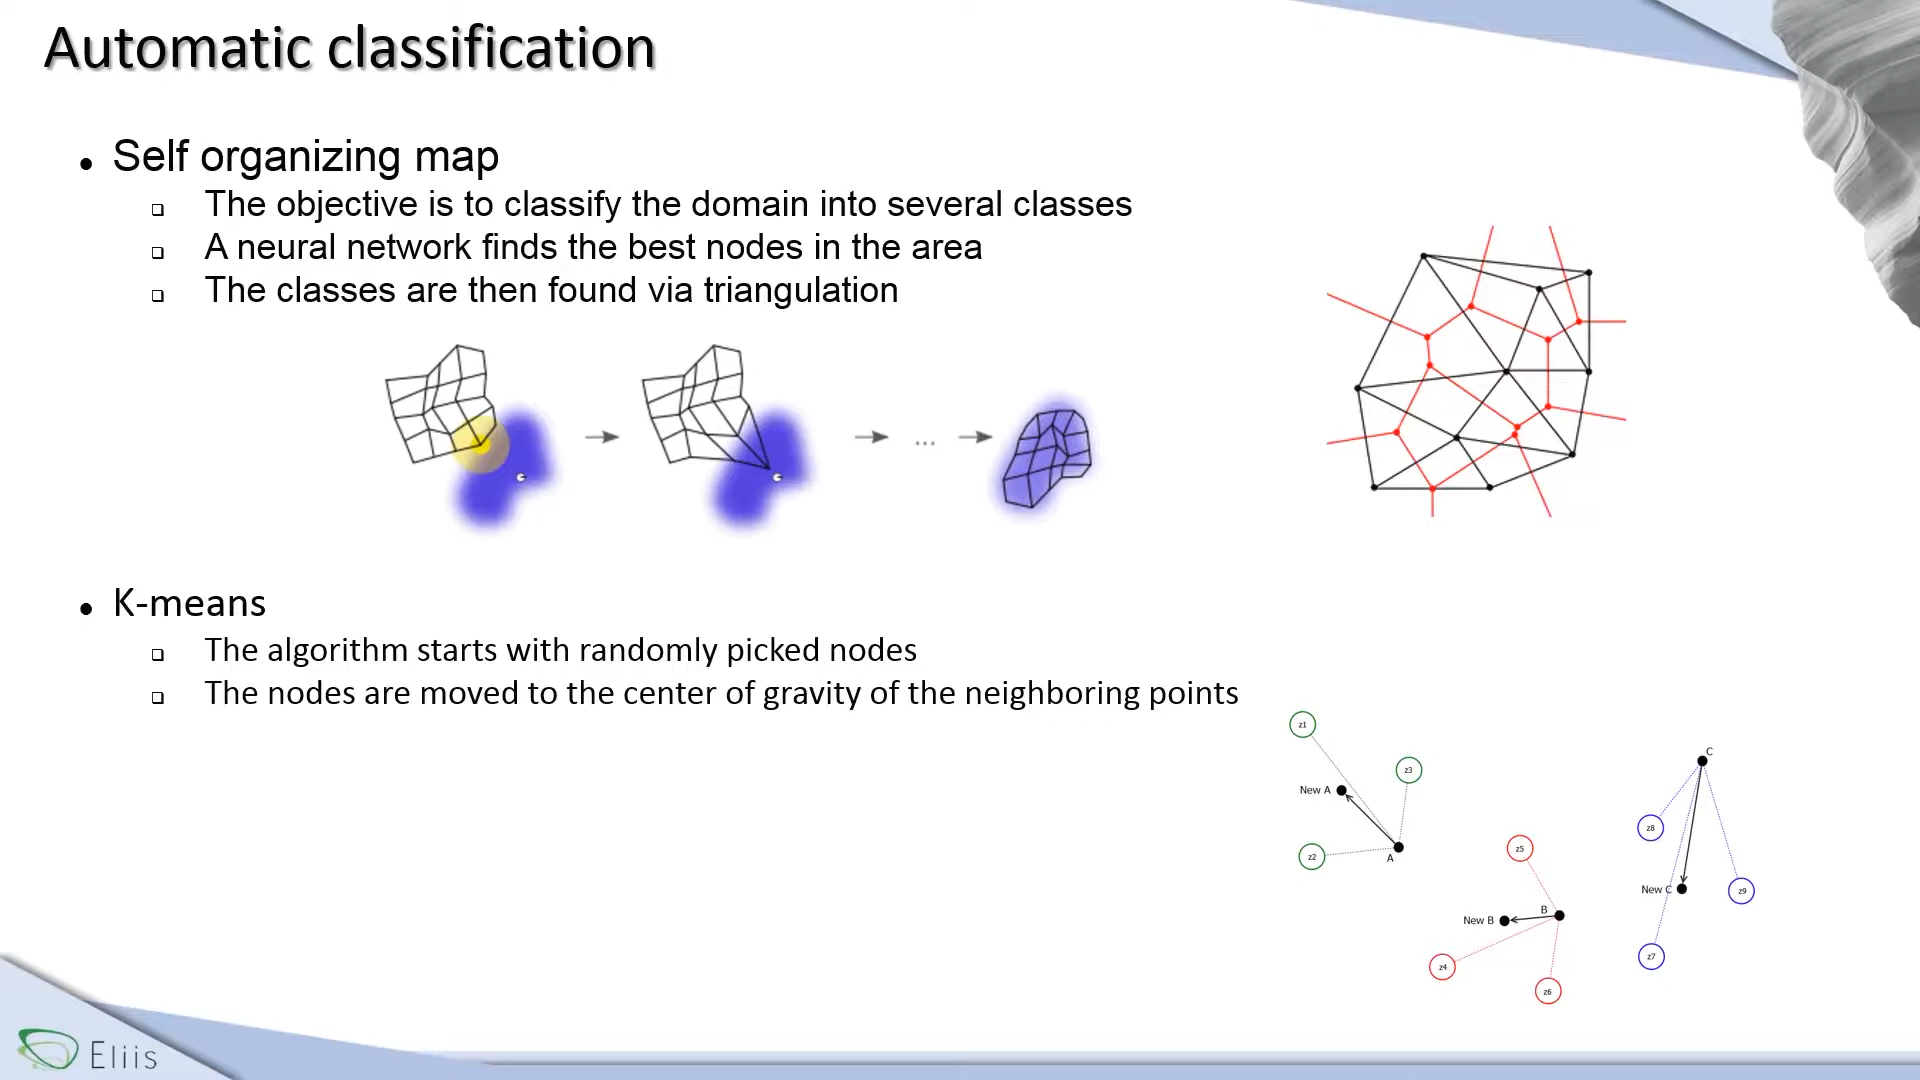 Automatic classification
Self organizing map
The objective is to classify the domain into several classes
A neural network finds the best nodes in the area
The classes are then found via triangulation
...
K-means
The algorithm starts with randomly picked nodes
The nodes are moved to the center of gravity of the neighboring points
z1
z3
New A
z2
A
z5
New B
B
z4
z6
C
z8
New C
z9
z7
Eliis